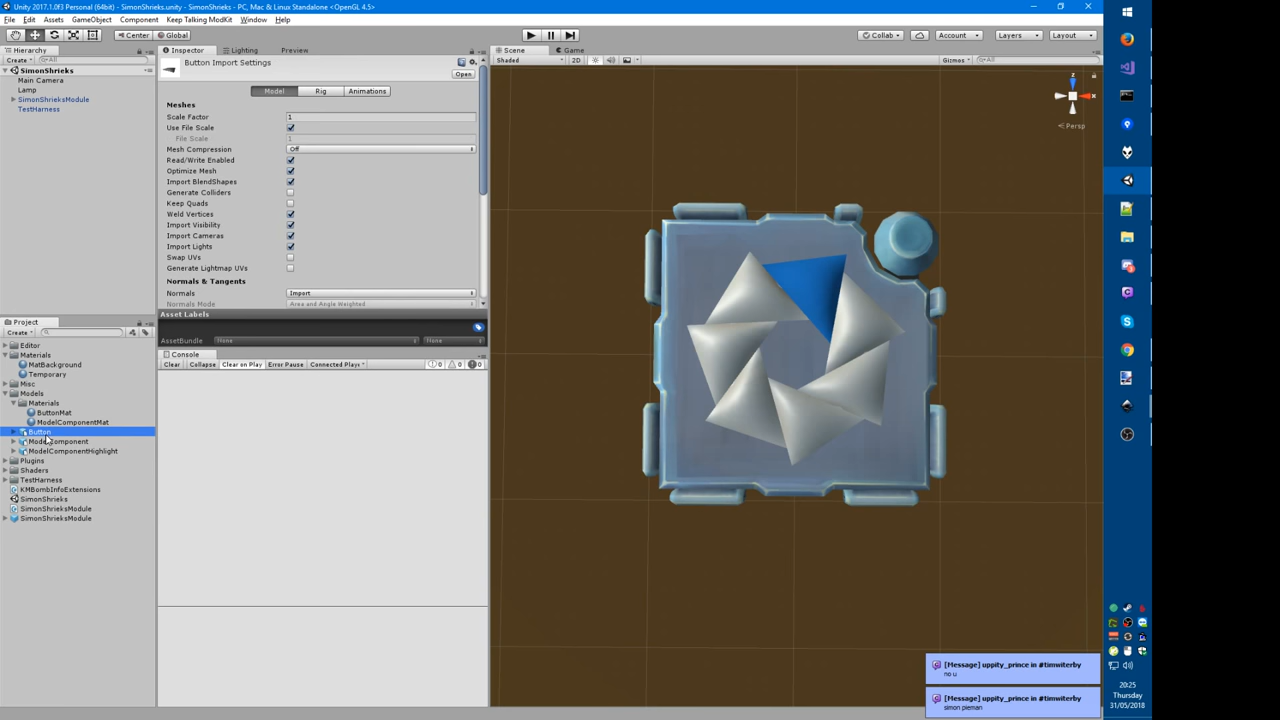 Unity 2017.1.0f3 Personal (64bit) - SimonShrieks.unity - SimonShrieks - PC, Mac & Linux Standalone <OpenGL 4.5>
File Edit Assets GameObject Component Keep Talking ModKit Window Help
Center Global Collab Account Layers Layout
Hierarchy
Create All
SimonShrieks
Main Camera
Lamp
SimonShrieksModule
TestHarness
Inspector Lighting Preview
Button Import Settings
Open
Model Rig Animations
Meshes
Scale Factor 1
Use File Scale
File Scale 1
Mesh Compression Off
Read/Write Enabled
Optimize Mesh
Import BlendShapes
Generate Colliders
Keep Quads
Weld Vertices
Import Visibility
Import Cameras
Import Lights
Swap UVs
Generate Lightmap UVs
Normals & Tangents
Normals Import
Normals Mode Area and Angle Weighted
Asset Labels
AssetBundle None None
Scene Game
Shaded 2D Gizmos All
z
x
Persp
Project
Create
Editor
Materials
MatBackground
Temporary
Misc
Models
Materials
ButtonMat
ModelComponentMat
Button
ModelComponent
ModelComponentHighlight
Plugins
Shaders
TestHarness
KMBombInfoExtensions
SimonShrieks
SimonShrieksModule
SimonShrieksModule
Console
Clear Collapse Clear on Play Error Pause Connected Player 0 0 0
[Message] uppity_prince in #timwiterby
no u
[Message] uppity_prince in #timwiterby
simon pieman
20:25
Thursday
31/05/2018